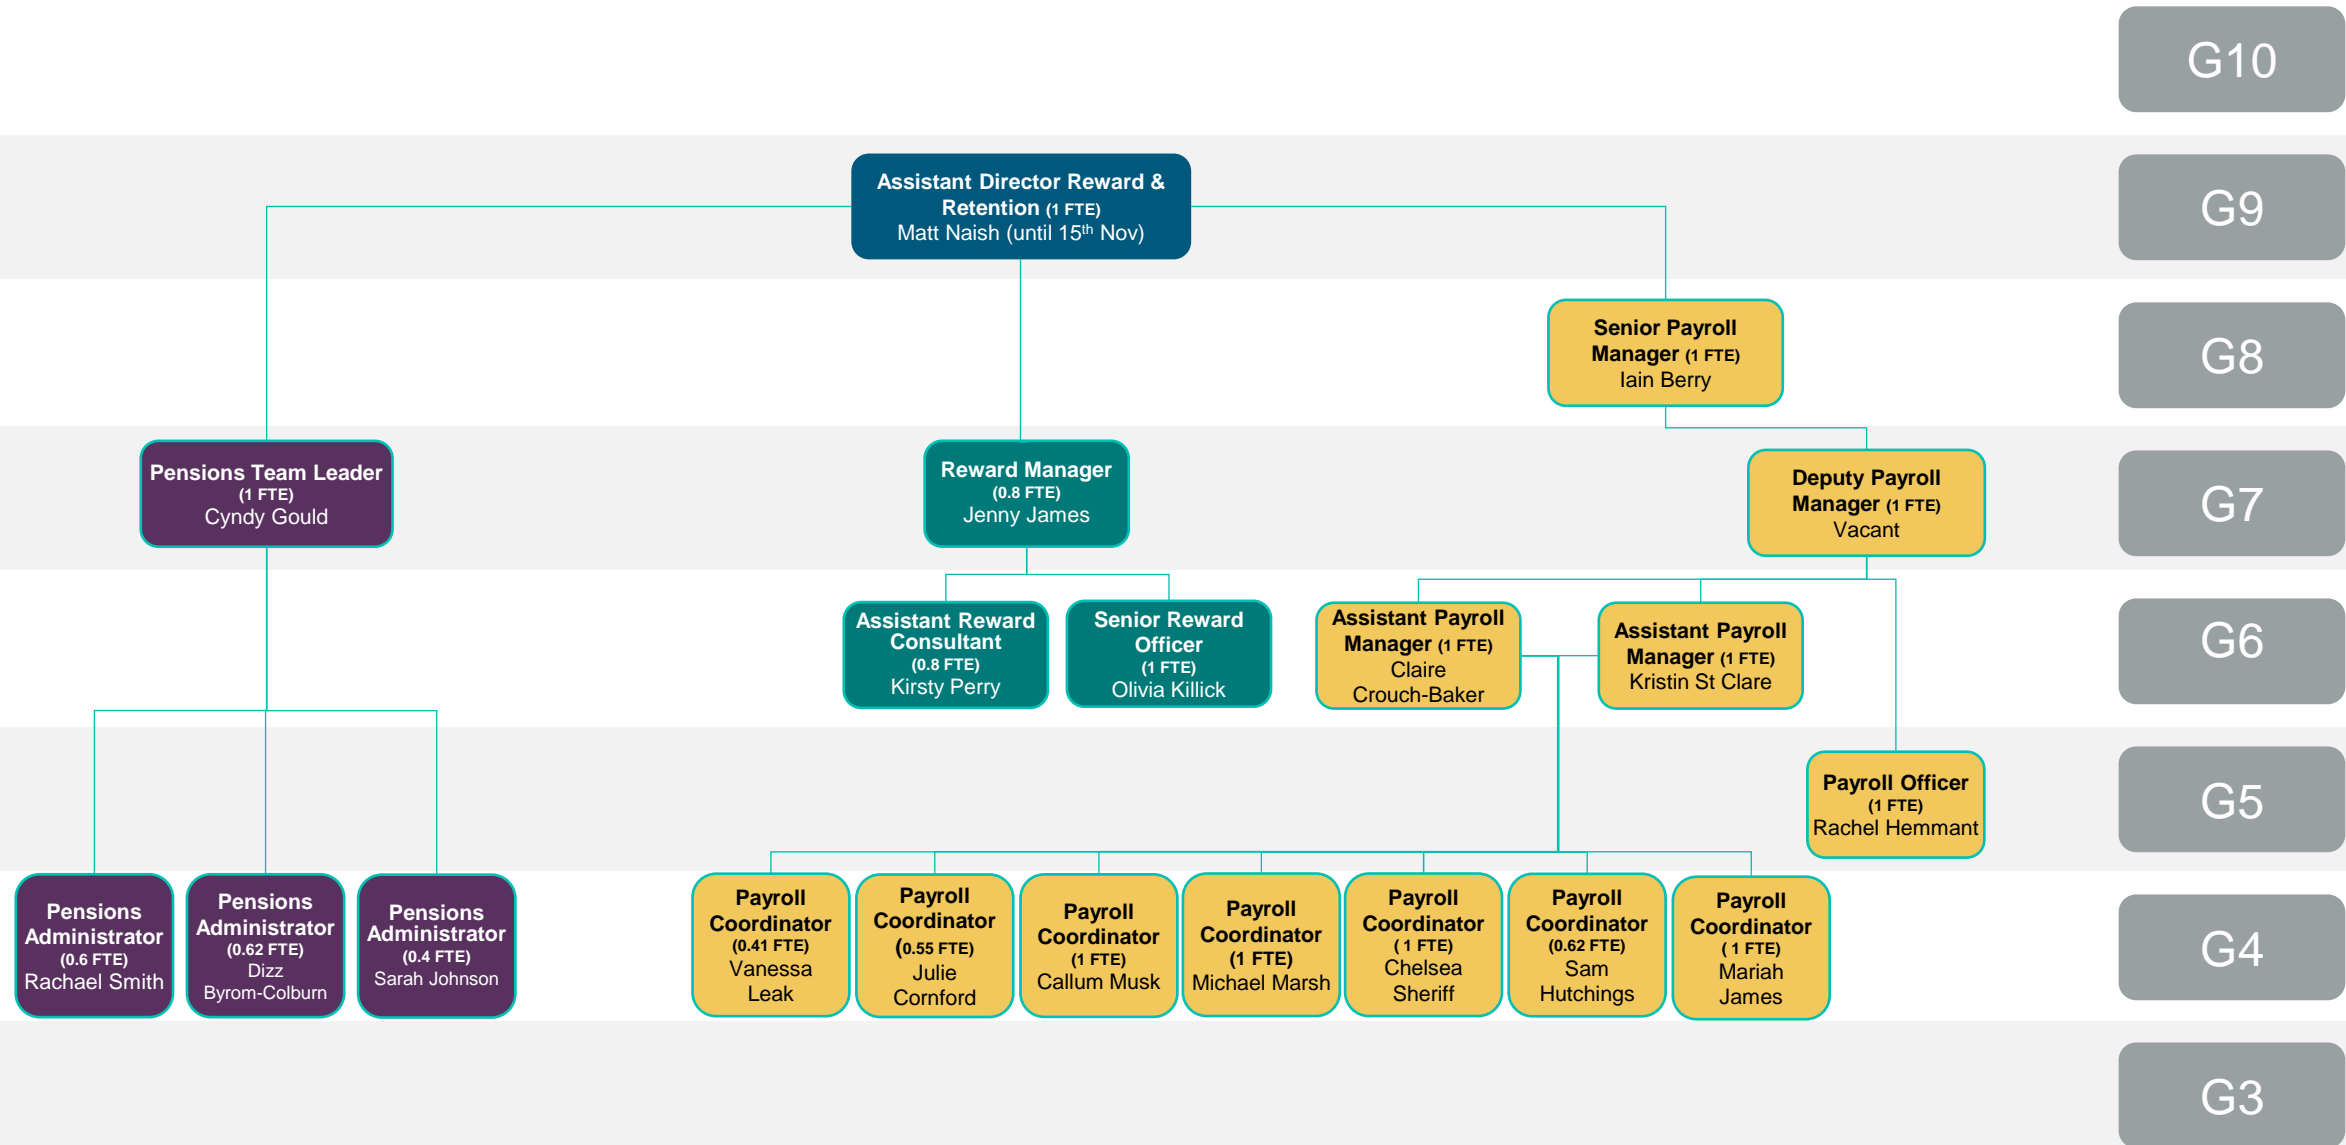 G10
Assistant Director Reward &
Retention (1 FTE)
Matt Naish (until 15th Nov)
G9
Senior Payroll
Manager (1 FTE)
Iain Berry
G8
Pensions Team Leader
(1 FTE)
Cyndy Gould
Reward Manager
(0.8 FTE)
Jenny James
Deputy Payroll
Manager (1 FTE)
Vacant
G7
Assistant Reward
Consultant
(0.8 FTE)
Kirsty Perry
Senior Reward
Officer
(1 FTE)
Olivia Killick
Assistant Payroll
Manager (1 FTE)
Claire
Crouch-Baker
Assistant Payroll
Manager (1 FTE)
Kristin St Clare
G6
Payroll Officer
(1 FTE)
Rachel Hemmant
G5
Pensions
Administrator
(0.6 FTE)
Rachael Smith
Pensions
Administrator
(0.62 FTE)
Dizz
Byrom-Colburn
Pensions
Administrator
(0.4 FTE)
Sarah Johnson
Payroll
Coordinator
(0.41 FTE)
Vanessa
Leak
Payroll
Coordinator
(0.55 FTE)
Julie
Cornford
Payroll
Coordinator
(1 FTE)
Callum Musk
Payroll
Coordinator
(1 FTE)
Michael Marsh
Payroll
Coordinator
( 1 FTE)
Chelsea
Sheriff
Payroll
Coordinator
(0.62 FTE)
Sam
Hutchings
Payroll
Coordinator
( 1 FTE)
Mariah
James
G4
G3